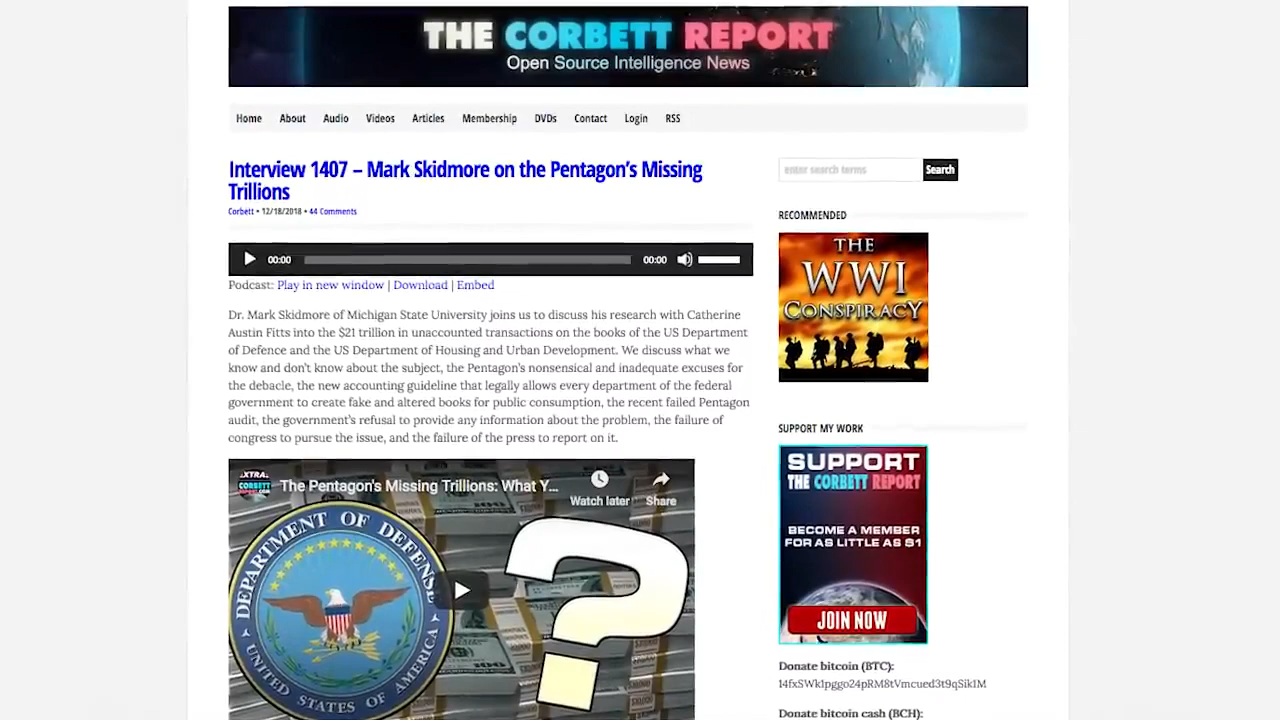 THE CORBETT REPORT
Open Source Intelligence News
Home About Audio Videos Articles Membership DVDs Contact Login RSS
Interview 1407 – Mark Skidmore on the Pentagon's Missing
Trillions
Corbett • 12/18/2018 • 44 Comments
00:00 00:00
Podcast: Play in new window | Download | Embed
Dr. Mark Skidmore of Michigan State University joins us to discuss his research with Catherine
Austin Fitts into the $21 trillion in unaccounted transactions on the books of the US Department
of Defence and the US Department of Housing and Urban Development. We discuss what we
know and don't know about the subject, the Pentagon's nonsensical and inadequate excuses for
the debacle, the new accounting guideline that legally allows every department of the federal
government to create fake and altered books for public consumption, the recent failed Pentagon
audit, the government's refusal to provide any information about the problem, the failure of
congress to pursue the issue, and the failure of the press to report on it.
The Pentagon's Missing Trillions: What Y...
Watch later Share
DEPARTMENT OF DEFENSE
UNITED STATES OF AMERICA
?
enter search terms Search
RECOMMENDED
THE
WWI
CONSPIRACY
SUPPORT MY WORK
SUPPORT
THE CORBETT REPORT
BECOME A MEMBER
FOR AS LITTLE AS $1
JOIN NOW
Donate bitcoin (BTC):
Donate bitcoin cash (BCH):